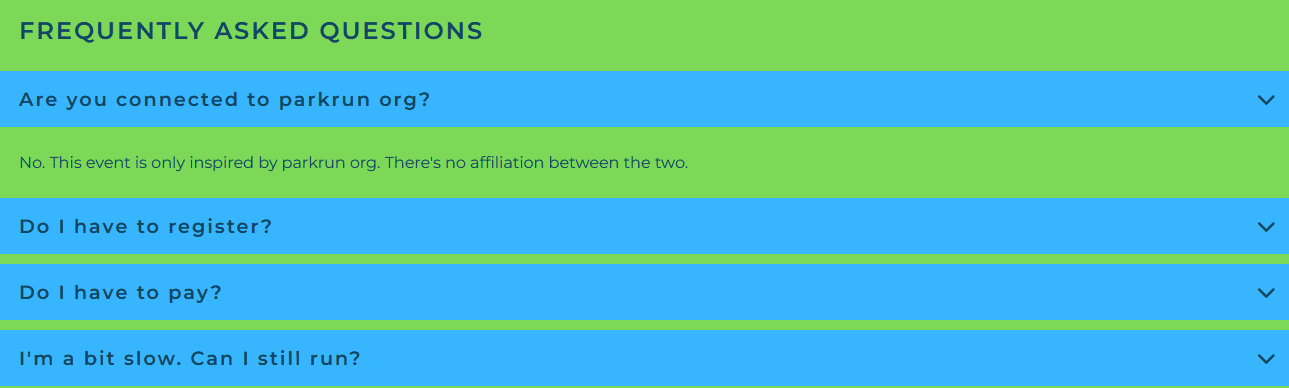 FREQUENTLY ASKED QUESTIONS
Are you connected to parkrun org?
No. This event is only inspired by parkrun org. There's no affiliation between the two.
Do I have to register?
Do I have to pay?
I'm a bit slow. Can I still run?